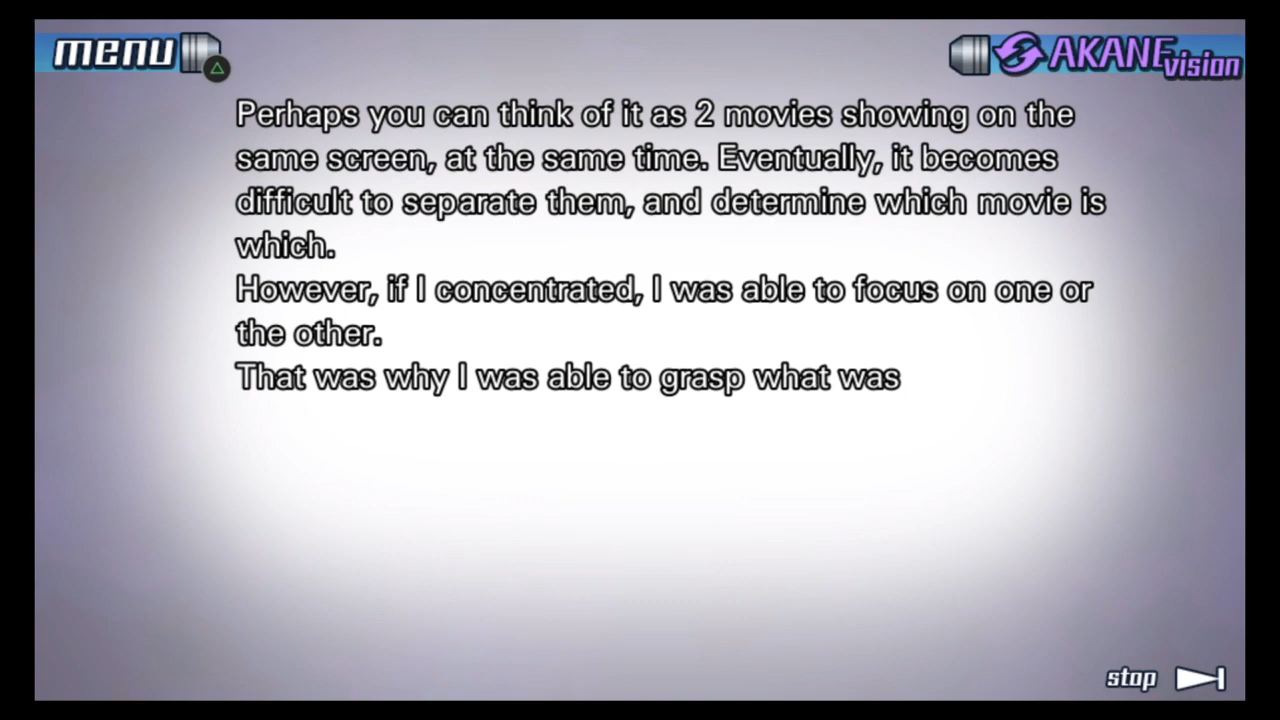 menu
AKANE vision
Perhaps you can think of it as 2 movies showing on the
same screen, at the same time. Eventually, it becomes
difficult to separate them, and determine which movie is
which.
However, if I concentrated, I was able to focus on one or
the other.
That was why I was able to grasp what was
stop